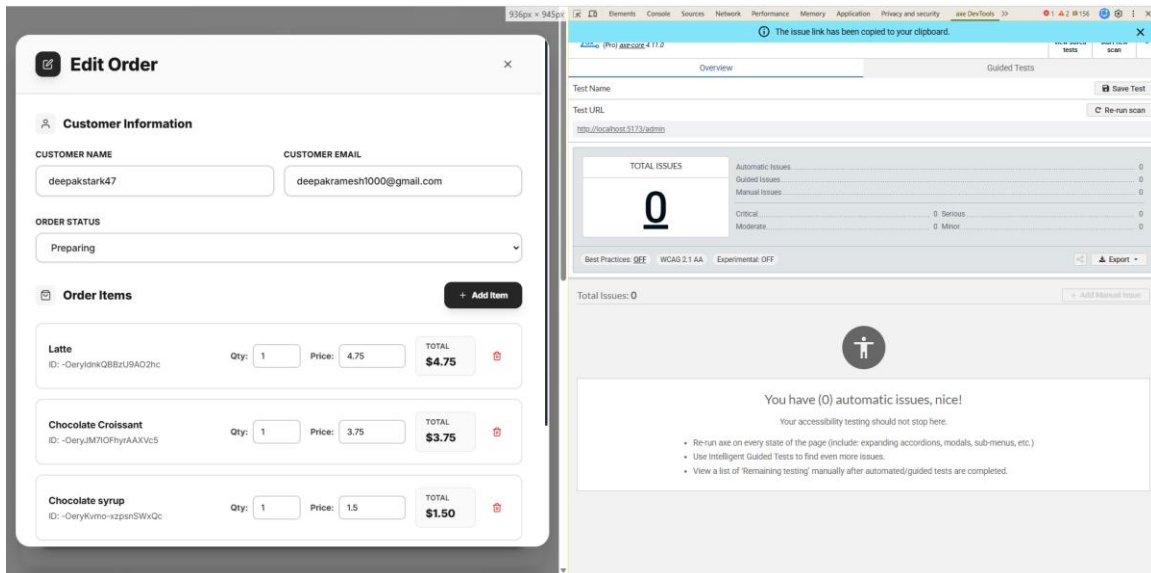 936px × 945px
Edit Order
×
Customer Information
CUSTOMER NAME
CUSTOMER EMAIL
deepakstark47
deepakramesh1000@gmail.com
ORDER STATUS
Preparing
Order Items
+ Add Item
Latte
ID: -OeryIdnkQBBzU9AO2hc
Qty: 1
Price: 4.75
TOTAL
$4.75
Chocolate Croissant
ID: -OeryJM7IOFhyrAAXVc5
Qty: 1
Price: 3.75
TOTAL
$3.75
Chocolate syrup
ID: -OeryKvmo-xzpsnSWxQc
Qty: 1
Price: 1.5
TOTAL
$1.50
Elements Console Sources Network Performance Memory Application Privacy and security axe DevTools 1 2 156
The issue link has been copied to your clipboard.
(Pro) axe-core 4.11.0
tests
scan
Overview
Guided Tests
Test Name
Save Test
Test URL
Re-run scan
http://localhost:5173/admin
TOTAL ISSUES
0
Automatic Issues 0
Guided Issues 0
Manual Issues 0
Critical 0 Serious 0
Moderate 0 Minor 0
Best Practices: OFF WCAG 2.1 AA Experimental: OFF
Export
Total Issues: 0
+ Add Manual Issue
You have (0) automatic issues, nice!
Your accessibility testing should not stop here.
• Re-run axe on every state of the page (include: expanding accordions, modals, sub-menus, etc.)
• Use Intelligent Guided Tests to find even more issues.
• View a list of 'Remaining testing' manually after automated/guided tests are completed.